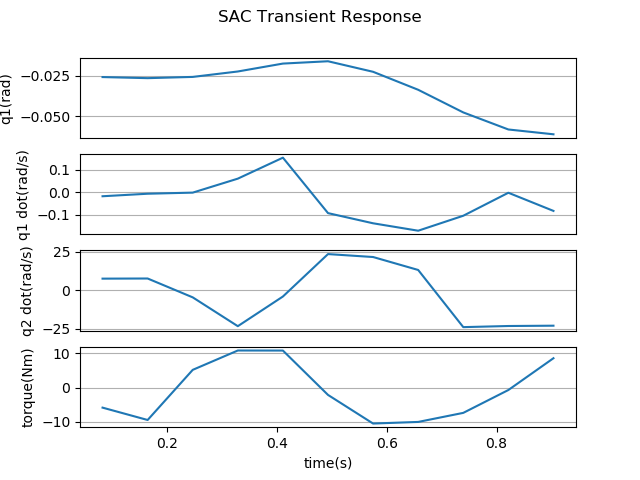 SAC Transient Response
q1(rad)
−0.025
−0.050
q1 dot(rad/s)
0.1
0.0
−0.1
q2 dot(rad/s)
25
0
−25
torque(Nm)
10
0
−10
0.2 0.4 0.6 0.8
time(s)